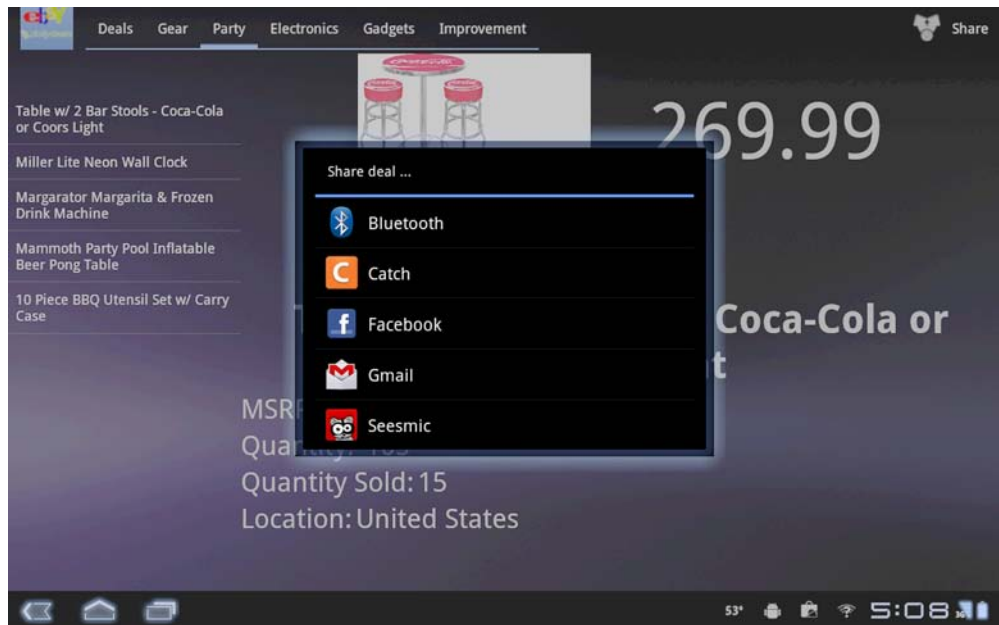 ebay
Deals Gear Party Electronics Gadgets Improvement
Share
Table w/ 2 Bar Stools - Coca-Cola
or Coors Light
Miller Lite Neon Wall Clock
Margarator Margarita & Frozen
Drink Machine
Mammoth Party Pool Inflatable
Beer Pong Table
10 Piece BBQ Utensil Set w/ Carry
Case
269.99
Share deal ...
Bluetooth
Catch
Facebook
Gmail
Seesmic
Coca-Cola or
Quantity Sold: 15
Location: United States
53°
5:08